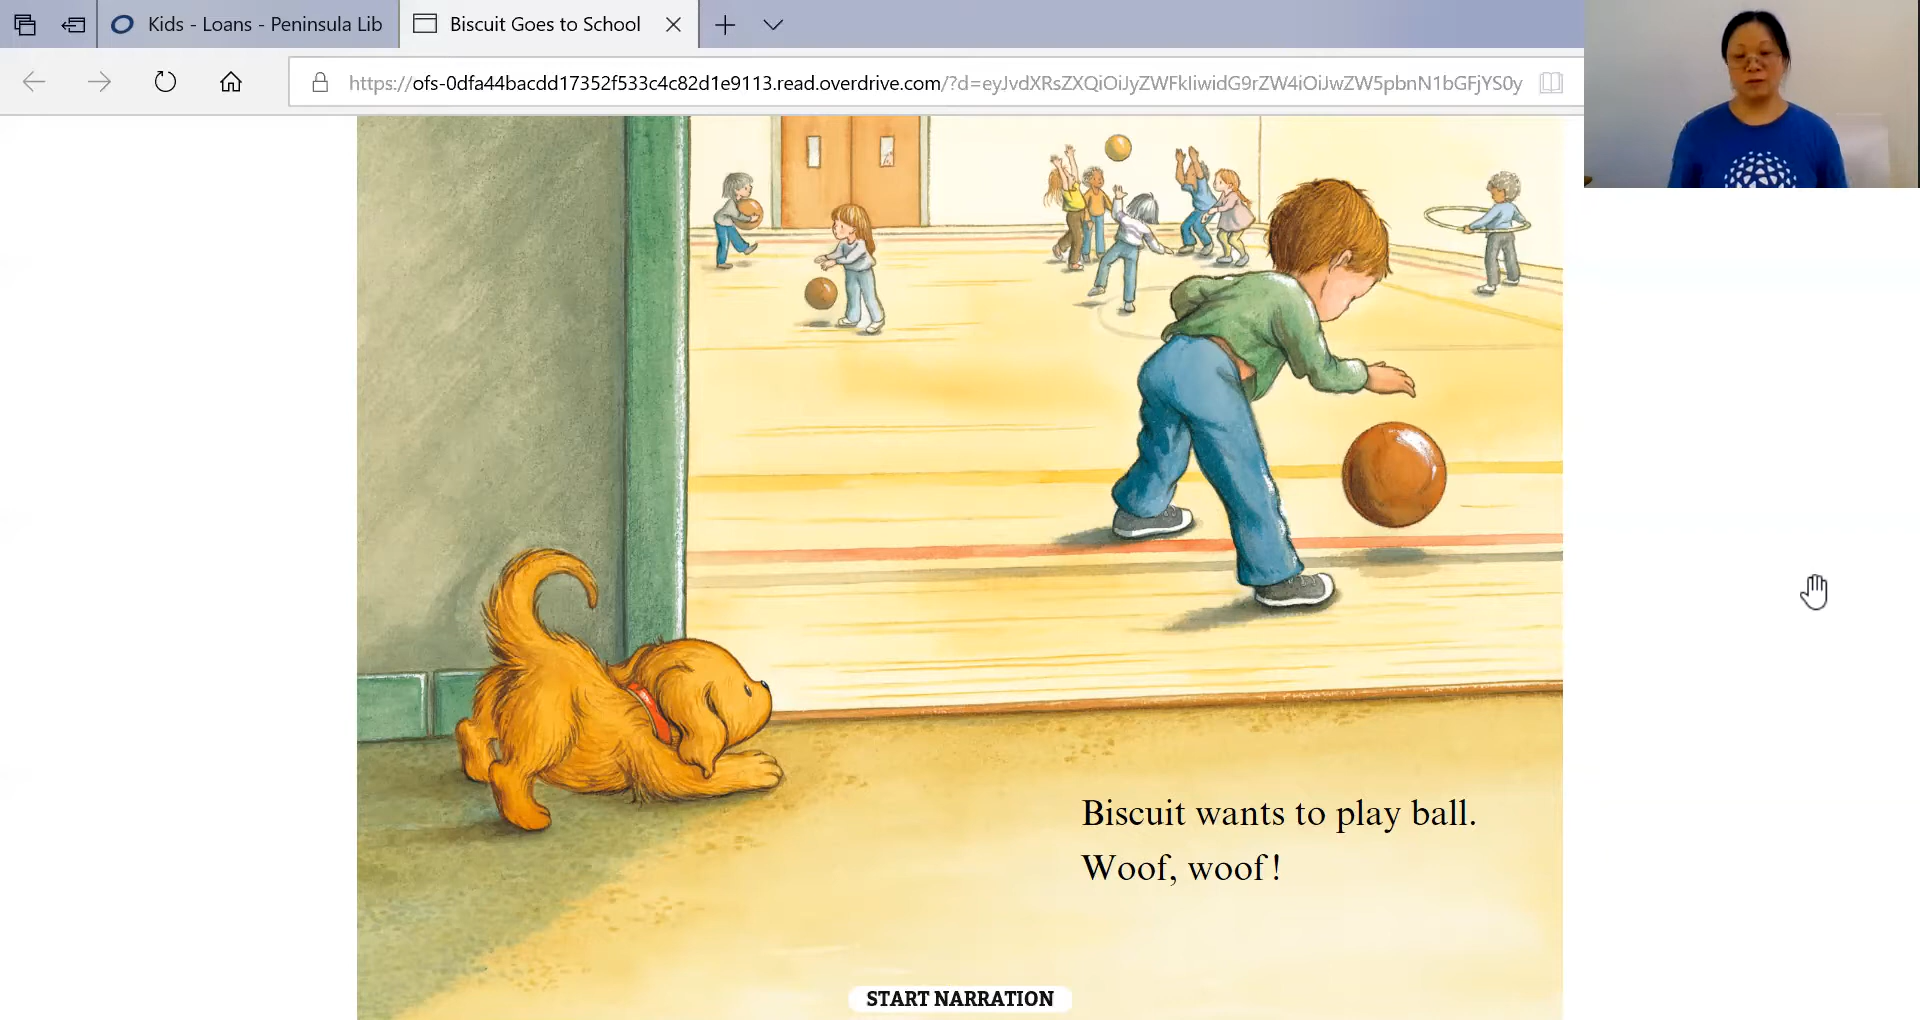 Kids - Loans - Peninsula Lib
Biscuit Goes to School
https://ofs-0dfa44bacdd17352f533c4c82d1e9113.read.overdrive.com/?d=eyJvdXRsZXQiOiJyZWFkIiwidG9rZW4iOiJwZW5pbnN1bGFjYS0y
Biscuit wants to play ball.
Woof, woof!
START NARRATION